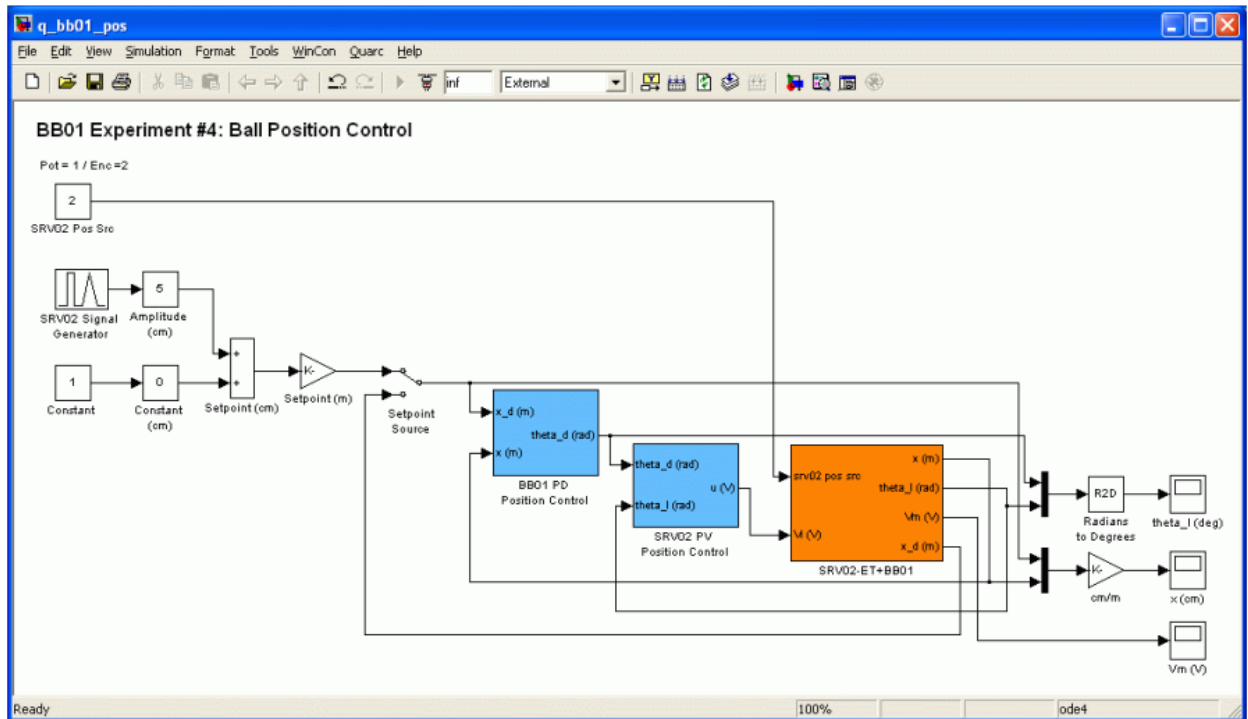 q_bb01_pos
File Edit View Simulation Format Tools WinCon Quarc Help
inf External
BB01 Experiment #4: Ball Position Control
Pot = 1 / Enc =2
2
SRV02 Pos Src
SRV02 Signal
Generator
5
Amplitude
(cm)
1
Constant
0
Constant
(cm)
+
+
Setpoint (cm)
K-
Setpoint (m)
Setpoint
Source
x_d (m)
theta_d (rad)
x (m)
BB01 PD
Position Control
theta_d (rad)
u (V)
theta_l (rad)
SRV02 PV
Position Control
x (m)
srv02 pos src
theta_l (rad)
Vm (V)
Vl (V)
x_d (m)
SRV02-ET+BB01
R2D
Radians
to Degrees
theta_l (deg)
K-
cm/m
x (cm)
Vm (V)
Ready 100% ode4